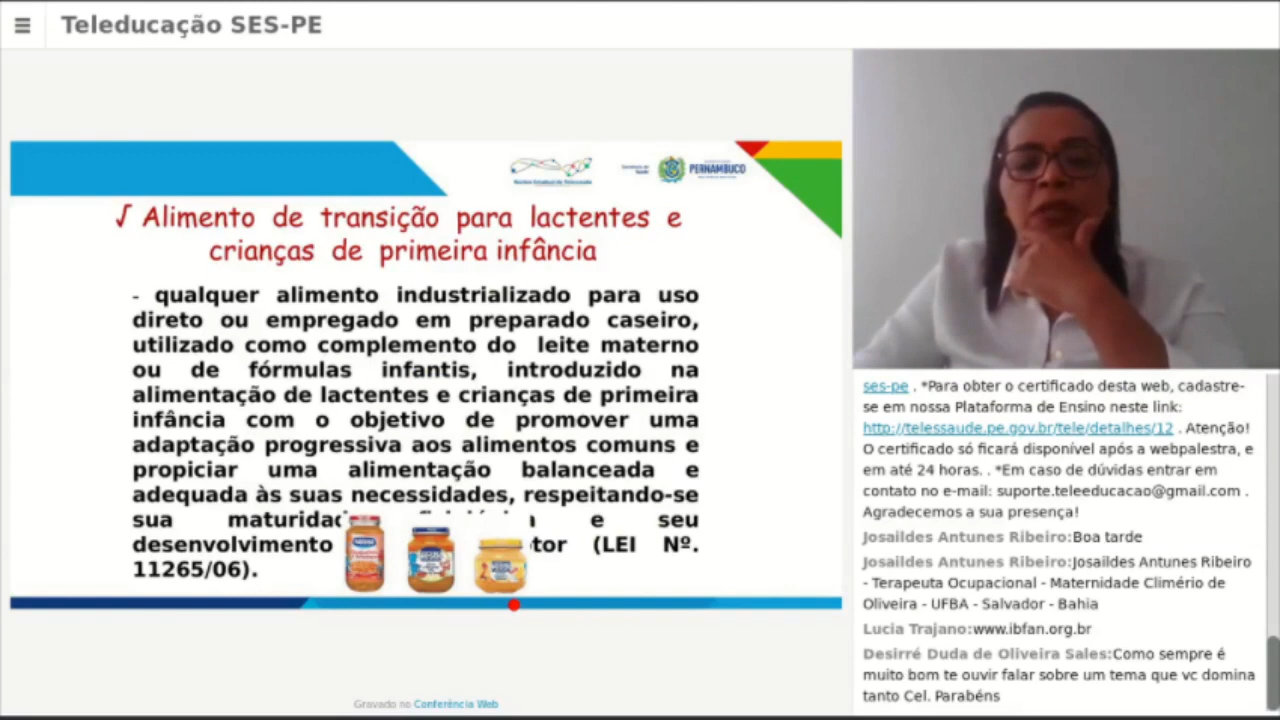 Teleducação SES-PE
PERNAMBUCO
√ Alimento de transição para lactentes e
crianças de primeira infância
- qualquer alimento industrializado para uso
direto ou empregado em preparado caseiro,
utilizado como complemento do leite materno
ou de fórmulas infantis, introduzido na
alimentação de lactentes e crianças de primeira
infância com o objetivo de promover uma
adaptação progressiva aos alimentos comuns e
propiciar uma alimentação balanceada e
adequada às suas necessidades, respeitando-se
sua e seu
desenvolvimento (LEI Nº.
11265/06).
Gravado no Conferência Web
ses-pe . *Para obter o certificado desta web, cadastre-
se em nossa Plataforma de Ensino neste link:
http://telessaude.pe.gov.br/tele/detalhes/12 . Atenção!
O certificado só ficará disponível após a webpalestra, e
em até 24 horas. . *Em caso de dúvidas entrar em
contato no e-mail: suporte.teleeducacao@gmail.com .
Agradecemos a sua presença!
Josaildes Antunes Ribeiro:Boa tarde
Josaildes Antunes Ribeiro:Josaildes Antunes Ribeiro
- Terapeuta Ocupacional - Maternidade Climério de
Oliveira - UFBA - Salvador - Bahia
Lucia Trajano:www.ibfan.org.br
Desirré Duda de Oliveira Sales:Como sempre é
muito bom te ouvir falar sobre um tema que vc domina
tanto Cel. Parabéns